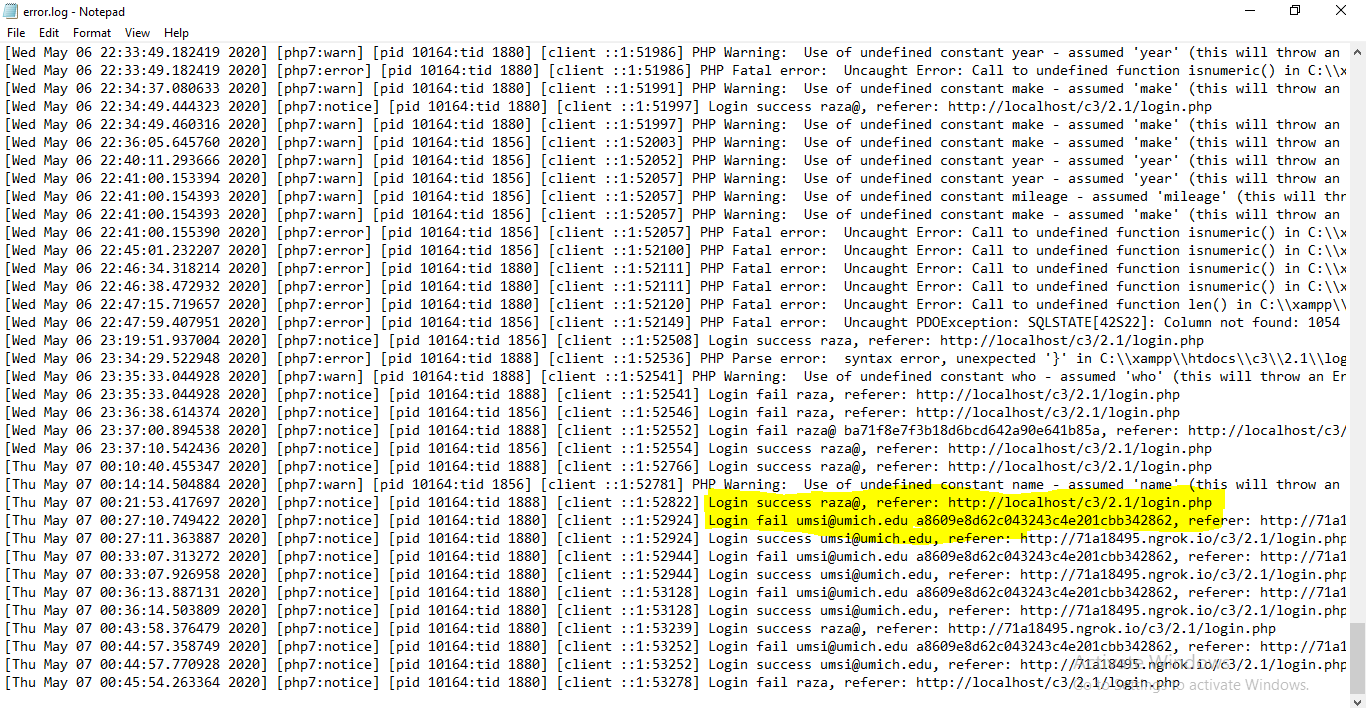 error.log - Notepad
File Edit Format View Help
[Wed May 06 22:33:49.182419 2020] [php7:warn] [pid 10164:tid 1880] [client ::1:51986] PHP Warning:  Use of undefined constant year - assumed 'year' (this will throw an
[Wed May 06 22:33:49.182419 2020] [php7:error] [pid 10164:tid 1880] [client ::1:51986] PHP Fatal error:  Uncaught Error: Call to undefined function isnumeric() in C:\\x
[Wed May 06 22:34:37.080633 2020] [php7:warn] [pid 10164:tid 1880] [client ::1:51991] PHP Warning:  Use of undefined constant make - assumed 'make' (this will throw an
[Wed May 06 22:34:49.444323 2020] [php7:notice] [pid 10164:tid 1880] [client ::1:51997] Login success raza@, referer: http://localhost/c3/2.1/login.php
[Wed May 06 22:34:49.460316 2020] [php7:warn] [pid 10164:tid 1880] [client ::1:51997] PHP Warning:  Use of undefined constant make - assumed 'make' (this will throw an
[Wed May 06 22:36:05.645760 2020] [php7:warn] [pid 10164:tid 1856] [client ::1:52003] PHP Warning:  Use of undefined constant make - assumed 'make' (this will throw an
[Wed May 06 22:40:11.293666 2020] [php7:warn] [pid 10164:tid 1856] [client ::1:52052] PHP Warning:  Use of undefined constant year - assumed 'year' (this will throw an
[Wed May 06 22:41:00.153394 2020] [php7:warn] [pid 10164:tid 1856] [client ::1:52057] PHP Warning:  Use of undefined constant year - assumed 'year' (this will throw an
[Wed May 06 22:41:00.154393 2020] [php7:warn] [pid 10164:tid 1856] [client ::1:52057] PHP Warning:  Use of undefined constant mileage - assumed 'mileage' (this will thr
[Wed May 06 22:41:00.154393 2020] [php7:warn] [pid 10164:tid 1856] [client ::1:52057] PHP Warning:  Use of undefined constant make - assumed 'make' (this will throw an
[Wed May 06 22:41:00.155390 2020] [php7:error] [pid 10164:tid 1856] [client ::1:52057] PHP Fatal error:  Uncaught Error: Call to undefined function isnumeric() in C:\\x
[Wed May 06 22:45:01.232207 2020] [php7:error] [pid 10164:tid 1856] [client ::1:52100] PHP Fatal error:  Uncaught Error: Call to undefined function isnumeric() in C:\\x
[Wed May 06 22:46:34.318214 2020] [php7:error] [pid 10164:tid 1880] [client ::1:52111] PHP Fatal error:  Uncaught Error: Call to undefined function isnumeric() in C:\\x
[Wed May 06 22:46:38.472932 2020] [php7:error] [pid 10164:tid 1880] [client ::1:52111] PHP Fatal error:  Uncaught Error: Call to undefined function isnumeric() in C:\\x
[Wed May 06 22:47:15.719657 2020] [php7:error] [pid 10164:tid 1880] [client ::1:52120] PHP Fatal error:  Uncaught Error: Call to undefined function len() in C:\\xampp\\
[Wed May 06 22:47:59.407951 2020] [php7:error] [pid 10164:tid 1856] [client ::1:52149] PHP Fatal error:  Uncaught PDOException: SQLSTATE[42S22]: Column not found: 1054
[Wed May 06 23:19:51.937004 2020] [php7:notice] [pid 10164:tid 1856] [client ::1:52508] Login success raza, referer: http://localhost/c3/2.1/login.php
[Wed May 06 23:34:29.522948 2020] [php7:error] [pid 10164:tid 1888] [client ::1:52536] PHP Parse error:  syntax error, unexpected '}' in C:\\xampp\\htdocs\\c3\\2.1\\log
[Wed May 06 23:35:33.044928 2020] [php7:warn] [pid 10164:tid 1888] [client ::1:52541] PHP Warning:  Use of undefined constant who - assumed 'who' (this will throw an Er
[Wed May 06 23:35:33.044928 2020] [php7:notice] [pid 10164:tid 1888] [client ::1:52541] Login fail raza, referer: http://localhost/c3/2.1/login.php
[Wed May 06 23:36:38.614374 2020] [php7:notice] [pid 10164:tid 1856] [client ::1:52546] Login fail raza, referer: http://localhost/c3/2.1/login.php
[Wed May 06 23:37:00.894538 2020] [php7:notice] [pid 10164:tid 1888] [client ::1:52552] Login fail raza@ ba71f8e7f3b18d6bcd642a90e641b85a, referer: http://localhost/c3/
[Wed May 06 23:37:10.542436 2020] [php7:notice] [pid 10164:tid 1856] [client ::1:52554] Login success raza@, referer: http://localhost/c3/2.1/login.php
[Thu May 07 00:10:40.455347 2020] [php7:notice] [pid 10164:tid 1888] [client ::1:52766] Login success raza@, referer: http://localhost/c3/2.1/login.php
[Thu May 07 00:14:14.504884 2020] [php7:warn] [pid 10164:tid 1856] [client ::1:52781] PHP Warning:  Use of undefined constant name - assumed 'name' (this will throw an
[Thu May 07 00:21:53.417697 2020] [php7:notice] [pid 10164:tid 1888] [client ::1:52822] Login success raza@, referer: http://localhost/c3/2.1/login.php
[Thu May 07 00:27:10.749422 2020] [php7:notice] [pid 10164:tid 1880] [client ::1:52924] Login fail umsi@umich.edu a8609e8d62c043243c4e201cbb342862, referer: http://71a1
[Thu May 07 00:27:11.363887 2020] [php7:notice] [pid 10164:tid 1880] [client ::1:52924] Login success umsi@umich.edu, referer: http://71a18495.ngrok.io/c3/2.1/login.php
[Thu May 07 00:33:07.313272 2020] [php7:notice] [pid 10164:tid 1880] [client ::1:52944] Login fail umsi@umich.edu a8609e8d62c043243c4e201cbb342862, referer: http://71a1
[Thu May 07 00:33:07.926958 2020] [php7:notice] [pid 10164:tid 1880] [client ::1:52944] Login success umsi@umich.edu, referer: http://71a18495.ngrok.io/c3/2.1/login.php
[Thu May 07 00:36:13.887131 2020] [php7:notice] [pid 10164:tid 1880] [client ::1:53128] Login fail umsi@umich.edu a8609e8d62c043243c4e201cbb342862, referer: http://71a1
[Thu May 07 00:36:14.503809 2020] [php7:notice] [pid 10164:tid 1880] [client ::1:53128] Login success umsi@umich.edu, referer: http://71a18495.ngrok.io/c3/2.1/login.php
[Thu May 07 00:43:58.376479 2020] [php7:notice] [pid 10164:tid 1880] [client ::1:53239] Login success raza@, referer: http://71a18495.ngrok.io/c3/2.1/login.php
[Thu May 07 00:44:57.358749 2020] [php7:notice] [pid 10164:tid 1880] [client ::1:53252] Login fail umsi@umich.edu a8609e8d62c043243c4e201cbb342862, referer: http://71a1
[Thu May 07 00:44:57.770928 2020] [php7:notice] [pid 10164:tid 1880] [client ::1:53252] Login success umsi@umich.edu, referer: http://71a18495.ngrok.io/c3/2.1/login.php
[Thu May 07 00:45:54.263364 2020] [php7:notice] [pid 10164:tid 1880] [client ::1:53278] Login fail raza, referer: http://localhost/c3/2.1/login.php
Activate Windows
Go to Settings to activate Windows.